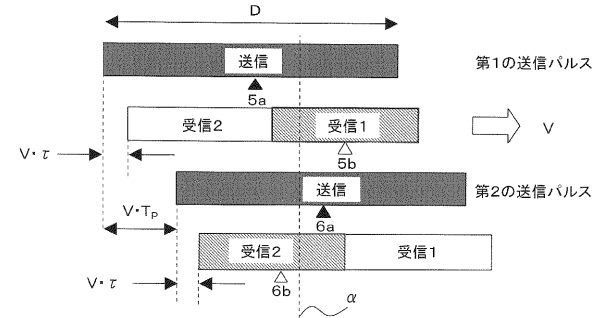 D
送信
第1の送信パルス
5a
受信2
受信1
V
V・τ
5b
送信
第2の送信パルス
V・TP
6a
受信2
受信1
V・τ
6b
α